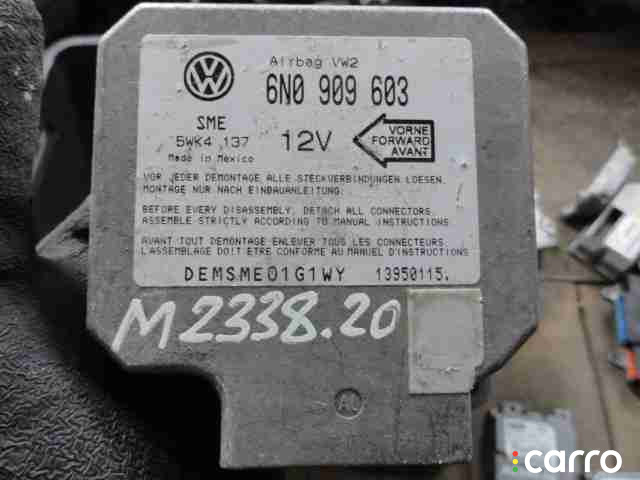 Airbag VW2
6N0 909 603
SME
5WK4 137
Made in Mexico
12V
VORNE
FORWARD
AVANT
VOR JEDER DEMONTAGE ALLE STECKVERBINDUNGEN LOESEN.
MONTAGE NUR NACH EINBAUANLEITUNG:
BEFORE EVERY DISASSEMBLY, DETACH ALL CONNECTORS.
ASSEMBLE STRICTLY ACCORDING TO MANUAL INSTRUCTIONS
AVANT TOUT DEMONTAGE ENLEVER TOUS LES CONNECTEURS.
L'ASSEMBLAGE DOIT ETRE CONFORME AU MANUEL D'INSTRUCTIONS
DEMSME01G1WY 13950115.
M2338.20
carro